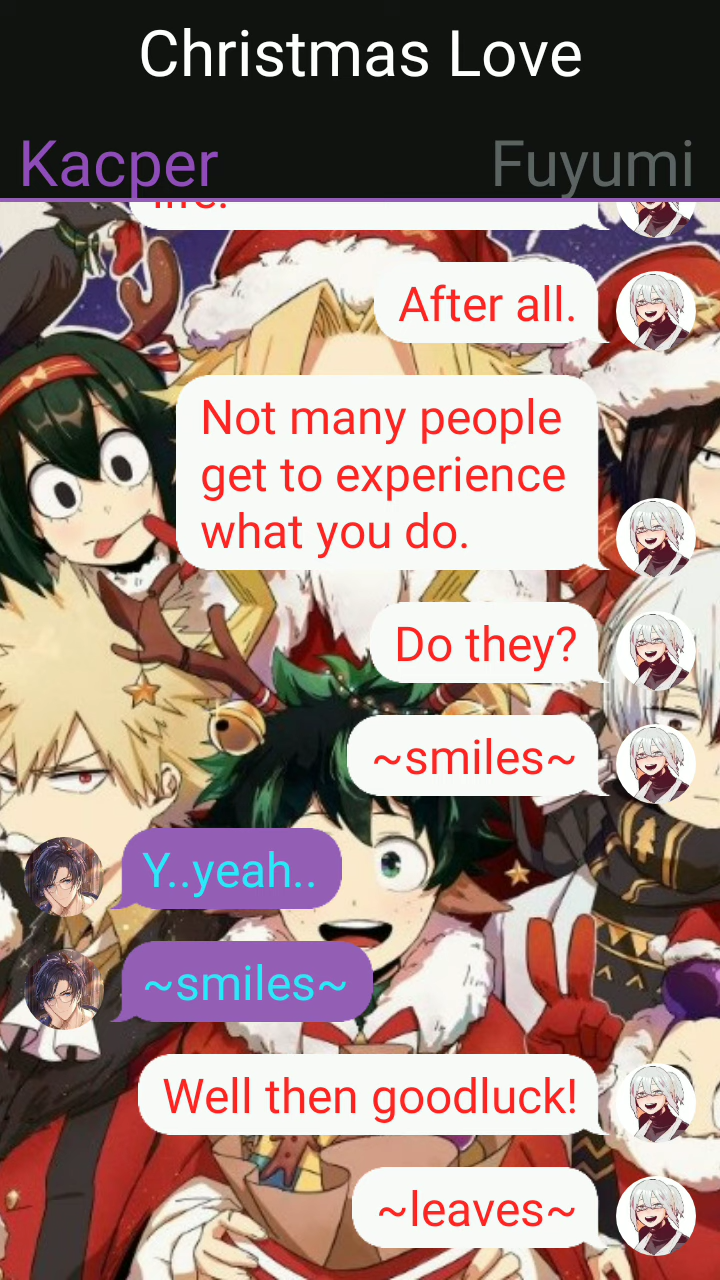 Christmas Love
Kacper
Fuyumi
After all.
Not many people
get to experience
what you do.
Do they?
~smiles~
Y..yeah..
~smiles~
Well then goodluck!
~leaves~